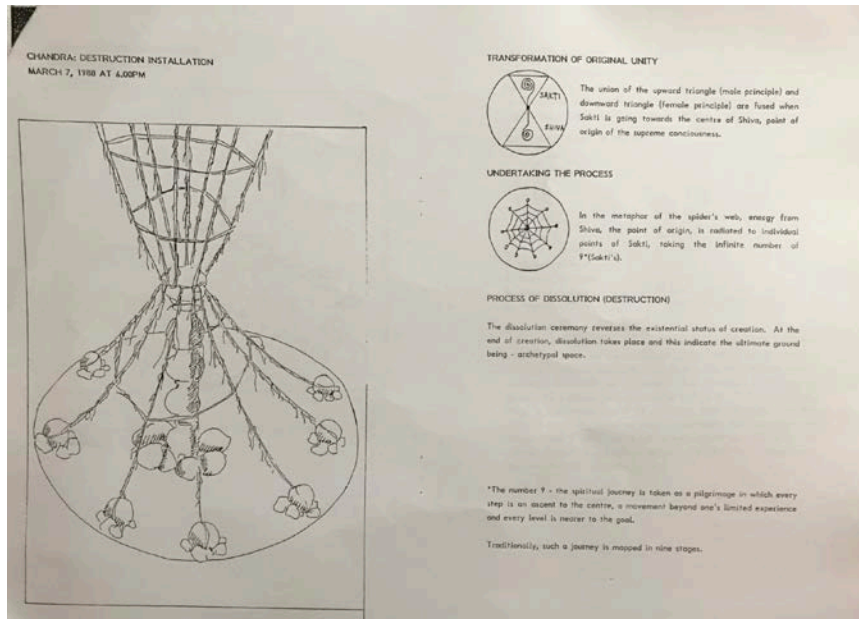 CHANDRA: DESTRUCTION INSTALLATION
MARCH 7, 1988 AT 6.00PM
TRANSFORMATION OF ORIGINAL UNITY
SAKTI
SHIVA
The union of the upward triangle (male principle) and
downward triangle (female principle) are fused when
Sakti is going towards the centre of Shiva, point of
origin of the supreme conciousness.
UNDERTAKING THE PROCESS
In the metaphor of the spider's web, energy from
Shiva, the point of origin, is radiated to individual
points of Sakti, taking the infinite number of
9*(Sakti's).
PROCESS OF DISSOLUTION (DESTRUCTION)
The dissolution ceremony reverses the existential status of creation. At the
end of creation, dissolution takes place and this indicate the ultimate ground
being - archetypal space.
*The number 9 - the spiritual journey is taken as a pilgrimage in which every
step is an ascent to the centre, a movement beyond one's limited experience
and every level is nearer to the goal.
Traditionally, such a journey is mapped in nine stages.